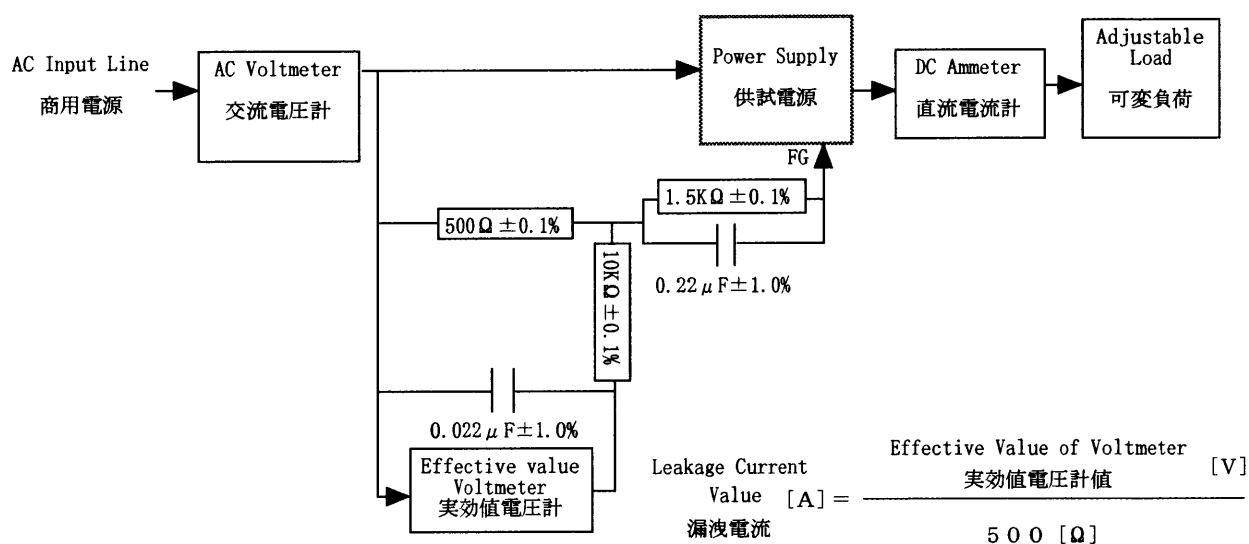 AC Input Line
商用電源
AC Voltmeter
交流電圧計
Power Supply
供試電源
DC Ammeter
直流電流計
Adjustable
Load
可変負荷
FG
1.5KΩ±0.1%
500Ω±0.1%
0.22μF±1.0%
10KΩ±0.1%
0.022μF±1.0%
Effective value
Voltmeter
実効値電圧計
Leakage Current
Value [A]=
漏洩電流
Effective Value of Voltmeter
実効値電圧計値 [V]
500 [Ω]